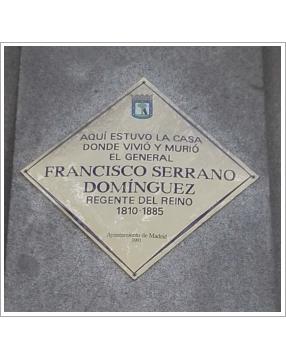 AQUÍ ESTUVO LA CASA
DONDE VIVIÓ Y MURIÓ
EL GENERAL
FRANCISCO SERRANO
DOMÍNGUEZ
REGENTE DEL REINO
1810-1885
Ayuntamiento de Madrid
1991